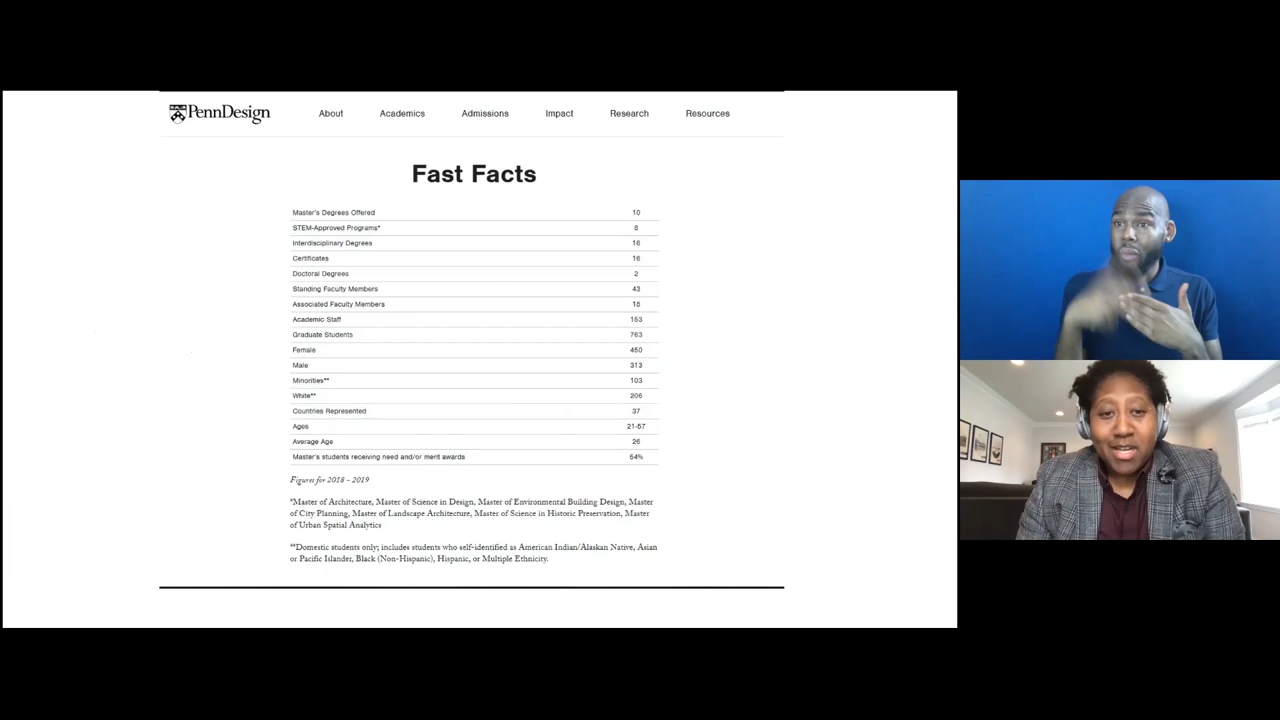 PennDesign About Academics Admissions Impact Research Resources
Fast Facts
Master's Degrees Offered 10
STEM-Approved Programs* 8
Interdisciplinary Degrees 16
Certificates 16
Doctoral Degrees 2
Standing Faculty Members 43
Associated Faculty Members 18
Academic Staff 153
Graduate Students 763
Female 450
Male 313
Minorities** 103
White** 206
Countries Represented 37
Ages 21-57
Average Age 26
Master's students receiving need and/or merit awards 54%
Figures for 2018 - 2019
*Master of Architecture, Master of Science in Design, Master of Environmental Building Design, Master
of City Planning, Master of Landscape Architecture, Master of Science in Historic Preservation, Master
of Urban Spatial Analytics
**Domestic students only; includes students who self-identified as American Indian/Alaskan Native, Asian
or Pacific Islander, Black (Non-Hispanic), Hispanic, or Multiple Ethnicity.